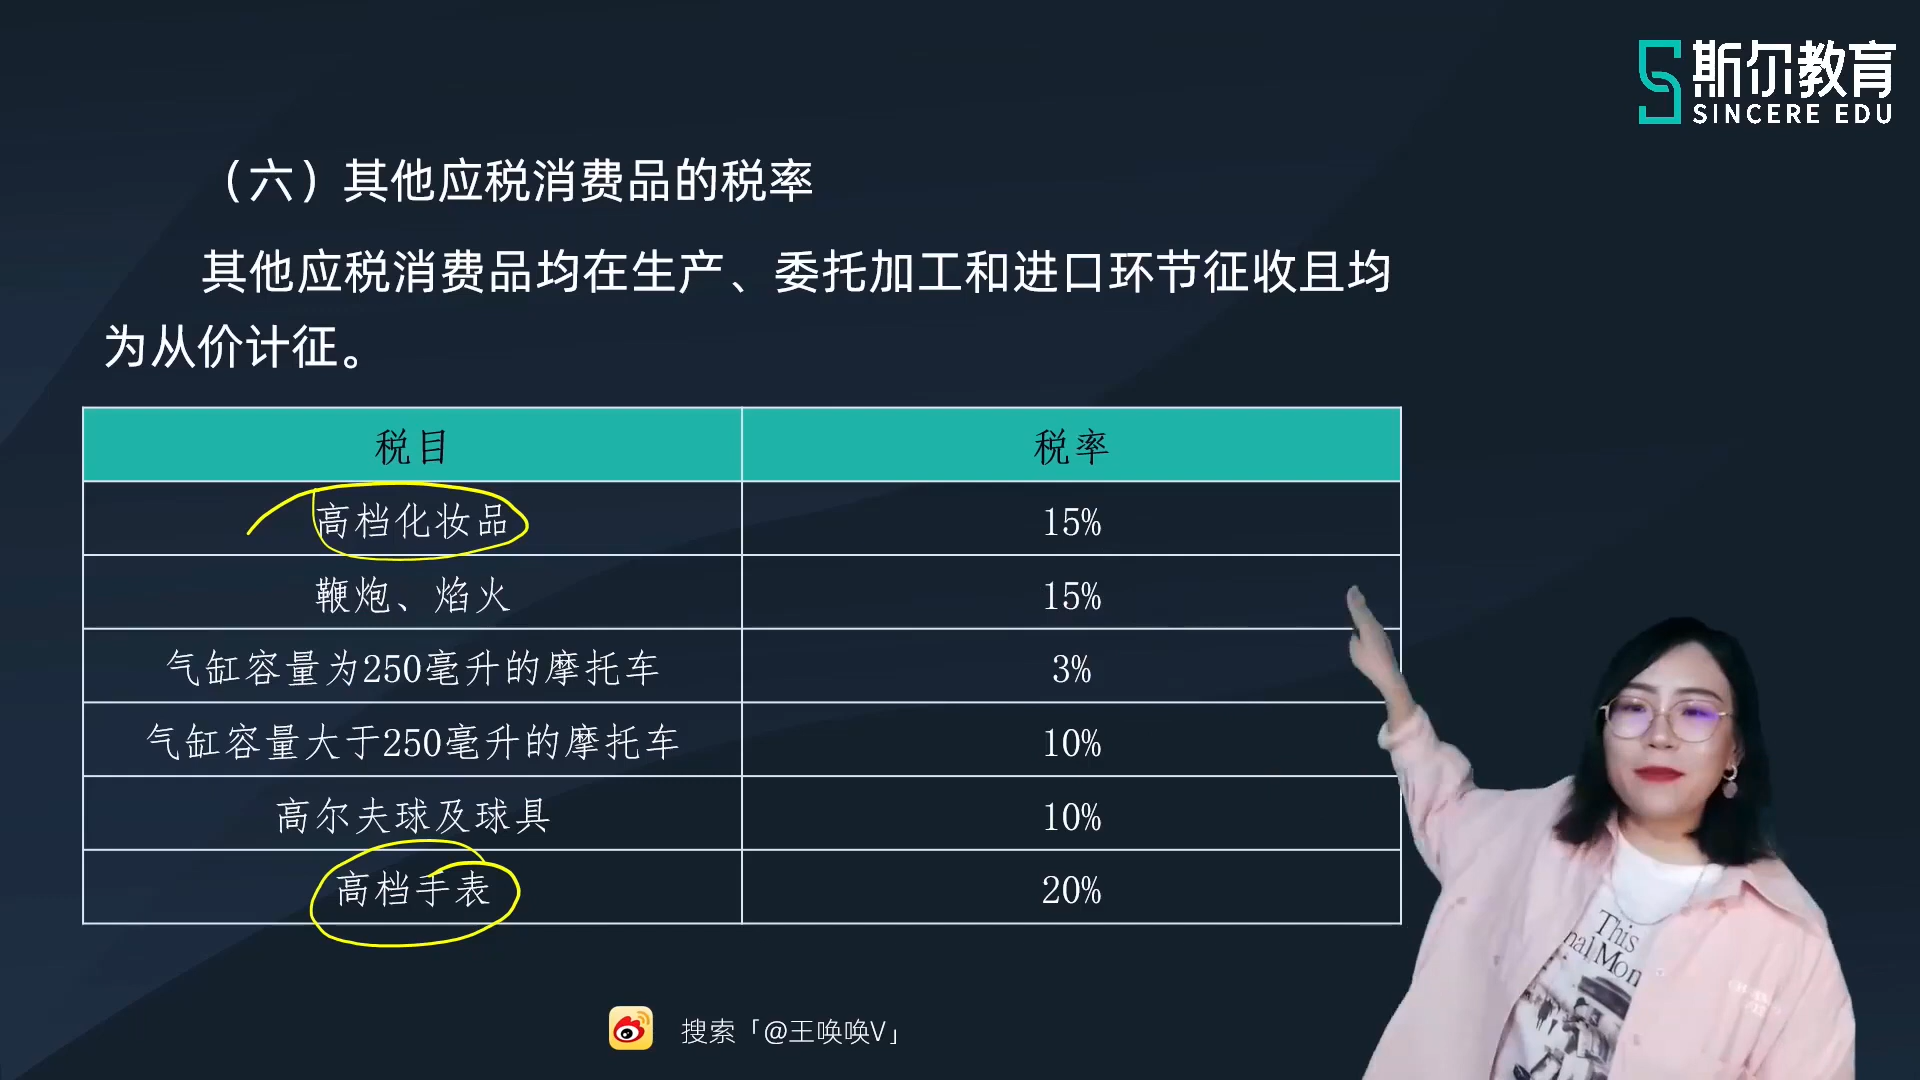 斯尔教育
SINCERE EDU
（六）其他应税消费品的税率
其他应税消费品均在生产、委托加工和进口环节征收且均
为从价计征。
税目 税率
高档化妆品 15%
鞭炮、焰火 15%
气缸容量为250毫升的摩托车 3%
气缸容量大于250毫升的摩托车 10%
高尔夫球及球具 10%
高档手表 20%
This
nal Mon
搜索「@王唤唤V」